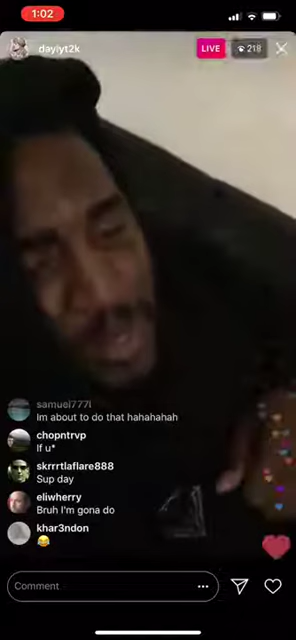 1:02
daylyt2k
LIVE
218
samuel777l
Im about to do that hahahahah
chopntrvp
If u*
skrrrtlaflare888
Sup day
eliwherry
Bruh I'm gona do
khar3ndon
😂
Comment